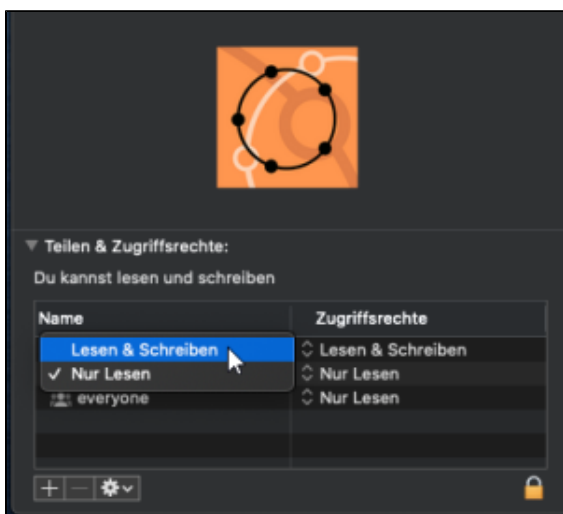 Teilen & Zugriffsrechte:
Du kannst lesen und schreiben
Name Zugriffsrechte
Lesen & Schreiben Lesen & Schreiben
✓ Nur Lesen Nur Lesen
everyone Nur Lesen